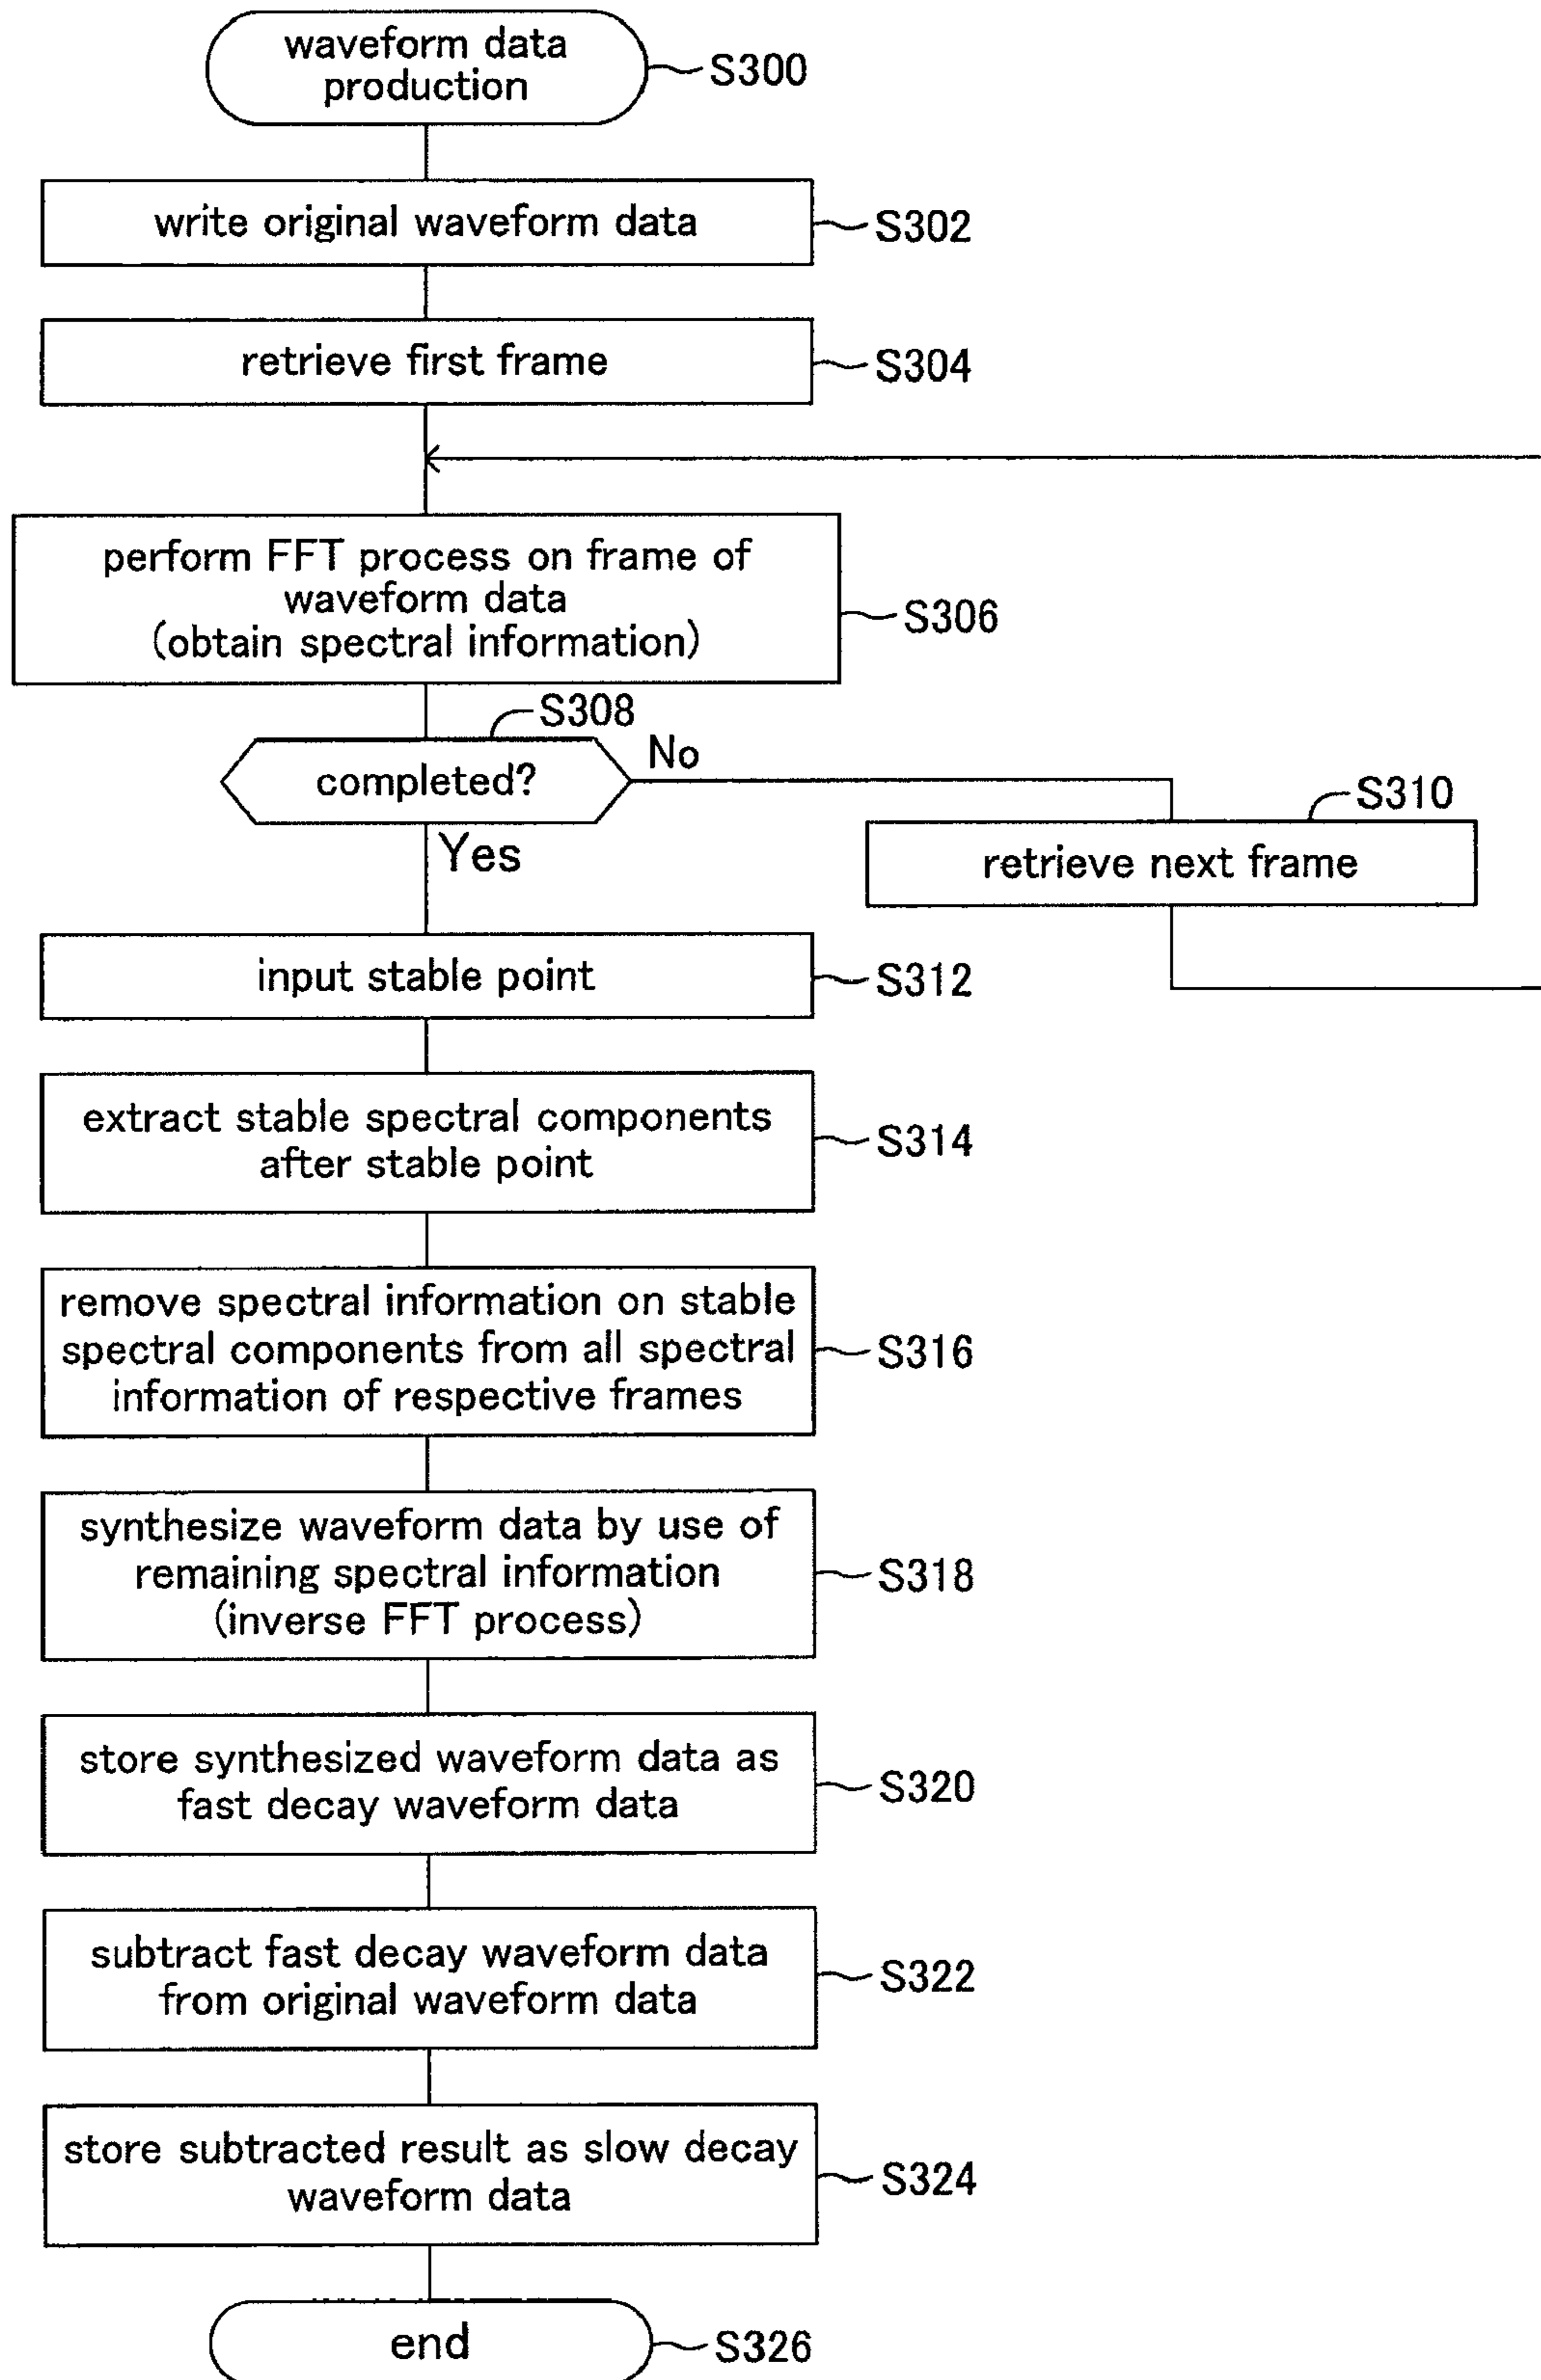 waveform data
production
S300
write original waveform data
S302
retrieve first frame
S304
perform FFT process on frame of
waveform data
(obtain spectral information)
S306
S308
completed?
No
Yes
S310
retrieve next frame
input stable point
S312
extract stable spectral components
after stable point
S314
remove spectral information on stable
spectral components from all spectral
information of respective frames
S316
synthesize waveform data by use of
remaining spectral information
(inverse FFT process)
S318
store synthesized waveform data as
fast decay waveform data
S320
subtract fast decay waveform data
from original waveform data
S322
store subtracted result as slow decay
waveform data
S324
end
S326